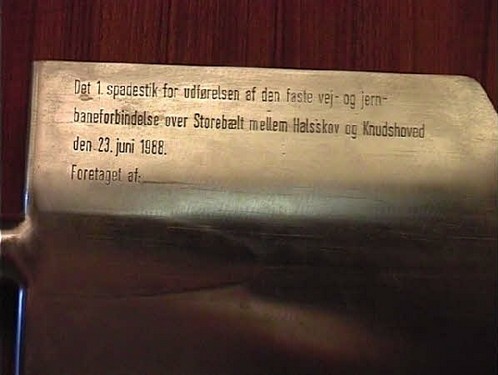 Det 1. spadestik for udførelsen af den faste vej- og jern-
baneforbindelse over Storebælt mellem Halsskov og Knudshoved
den 23. juni 1988.
Foretaget af: